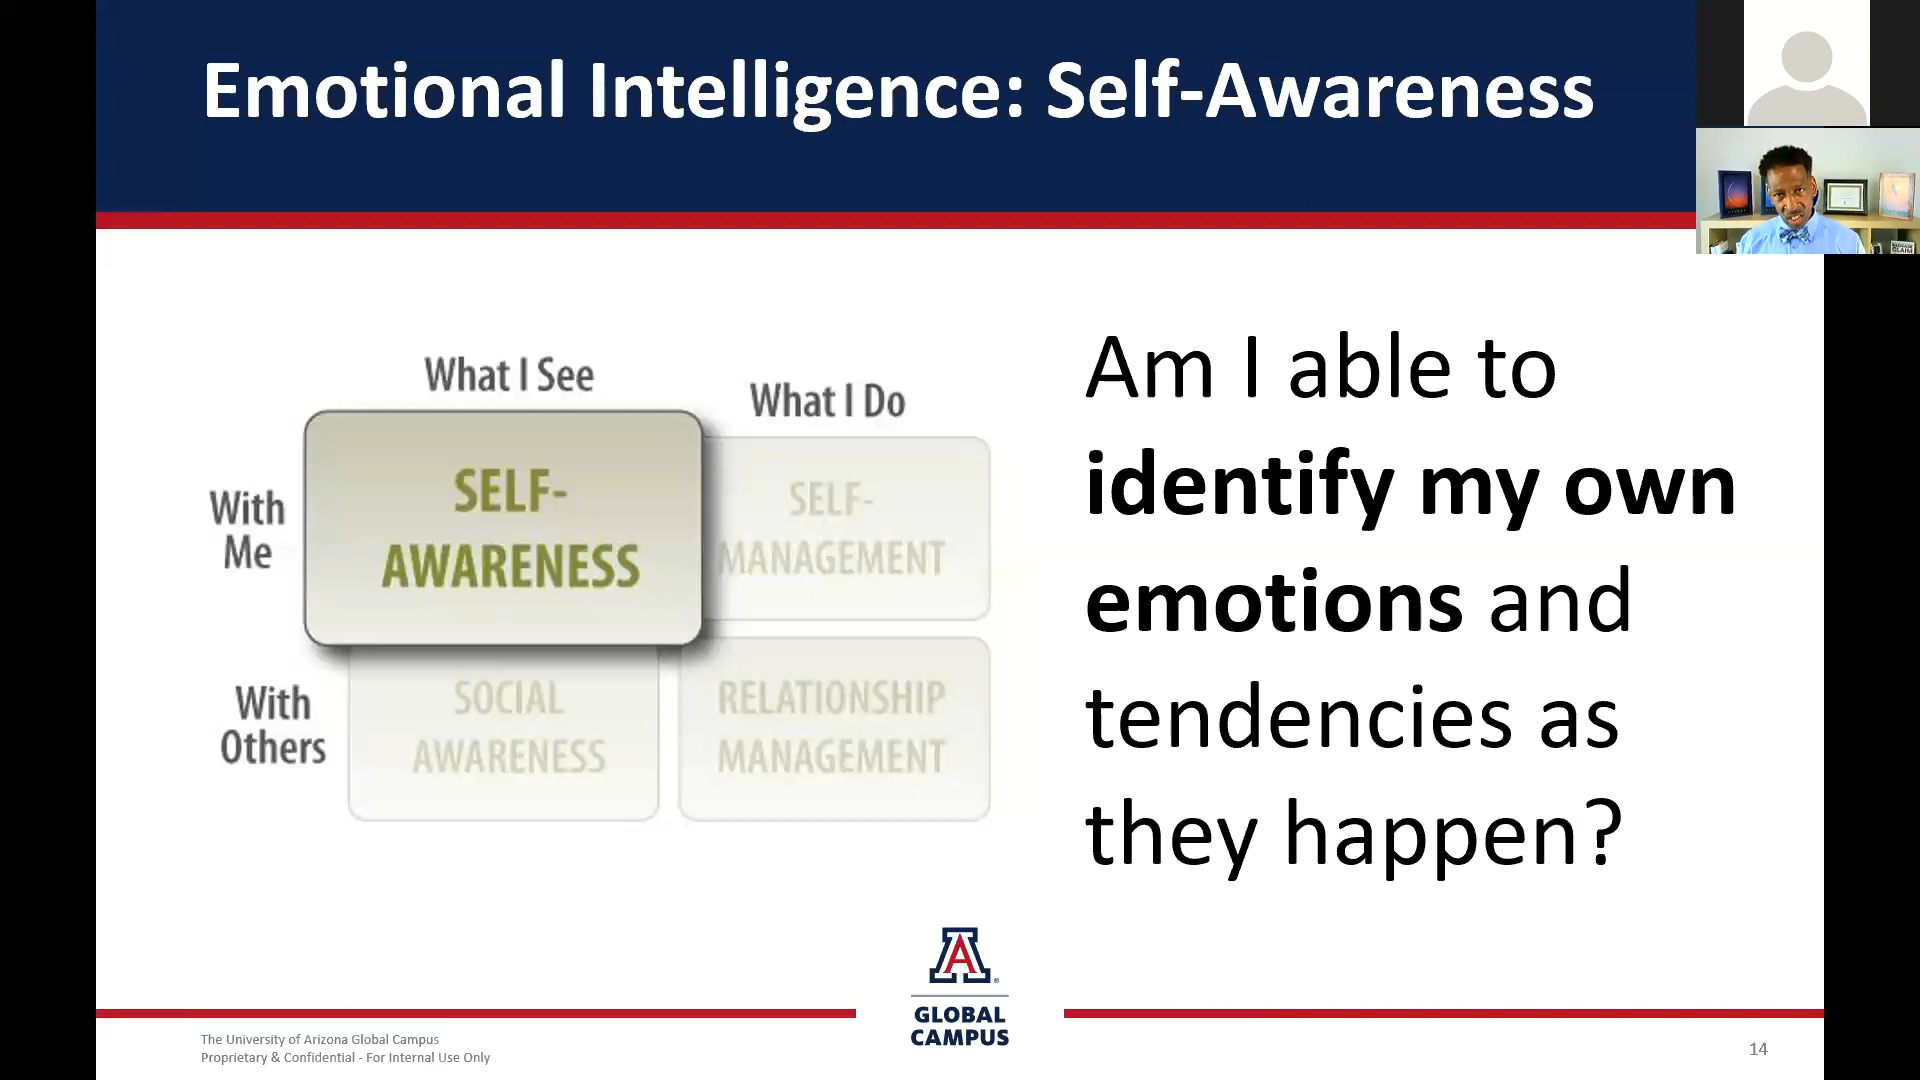 Emotional Intelligence: Self-Awareness
What I See
What I Do
With
Me
SELF-
AWARENESS
SELF-
MANAGEMENT
With
Others
SOCIAL
AWARENESS
RELATIONSHIP
MANAGEMENT
Am I able to
identify my own
emotions and
tendencies as
they happen?
A
GLOBAL
CAMPUS
The University of Arizona Global Campus
Proprietary & Confidential - For Internal Use Only
14
CLAIM